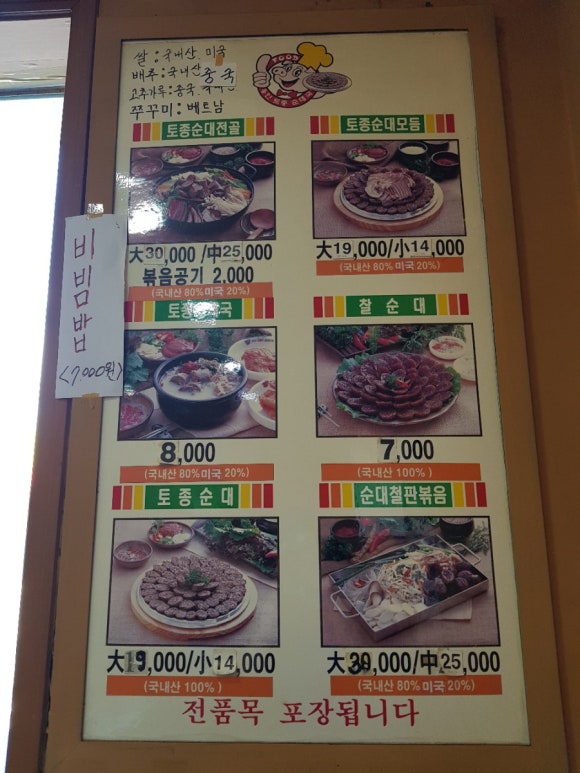 쌀 : 국내산, 미국
배추 : 국내산 중국
고추가루 : 중국,
쭈꾸미 : 베트남
FOOD
토종순대전골
大30,000 /中25,000
볶음공기 2,000
(국내산 80% 미국 20%)
토종순대모듬
大19,000/小14,000
(국내산 80% 미국 20%)
비빔밥
<7,000원>
8,000
(국내산 80% 미국 20%)
찰순대
7,000
(국내산 100% )
토종순대
大19,000/小14,000
(국내산 100% )
순대철판볶음
大30,000/中25,000
(국내산 80% 미국 20%)
전품목 포장됩니다